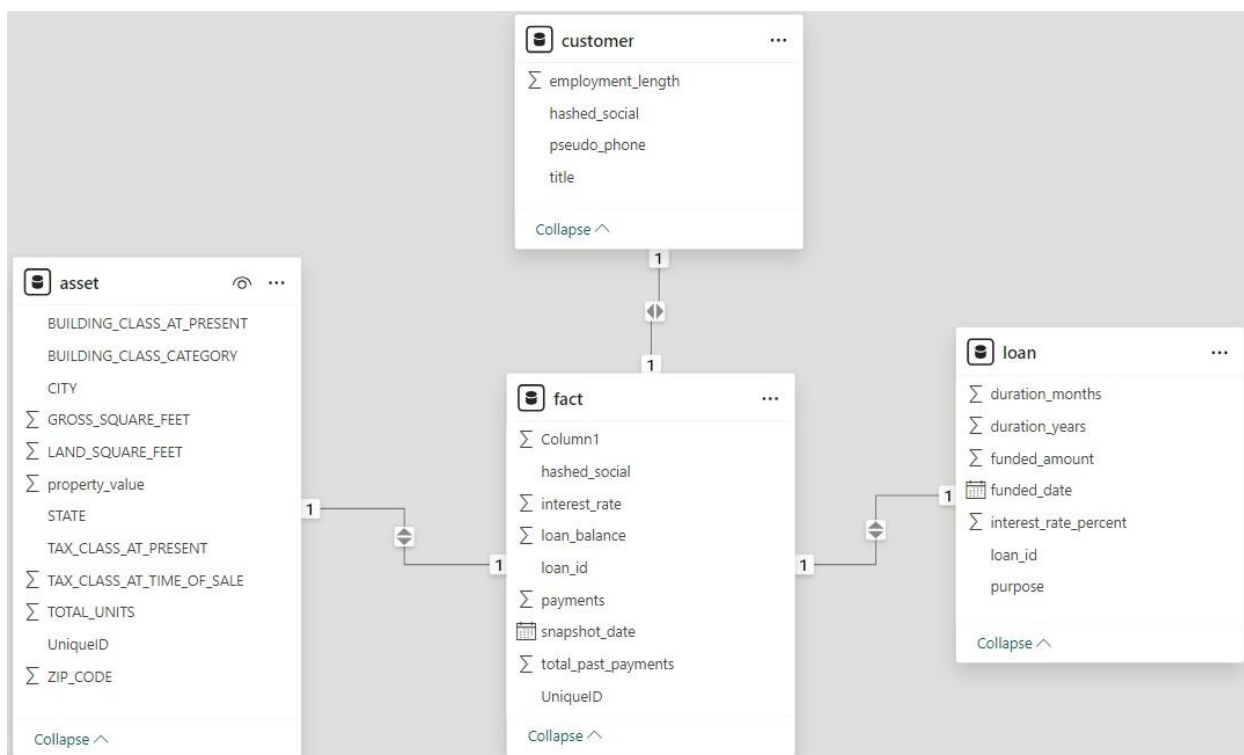 customer
employment_length
hashed_social
pseudo_phone
title
Collapse
1
1
asset
BUILDING_CLASS_AT_PRESENT
BUILDING_CLASS_CATEGORY
CITY
GROSS_SQUARE_FEET
LAND_SQUARE_FEET
property_value
STATE
TAX_CLASS_AT_PRESENT
TAX_CLASS_AT_TIME_OF_SALE
TOTAL_UNITS
UniqueID
ZIP_CODE
Collapse
1
1
fact
Column1
hashed_social
interest_rate
loan_balance
loan_id
payments
snapshot_date
total_past_payments
UniqueID
Collapse
1
1
loan
duration_months
duration_years
funded_amount
funded_date
interest_rate_percent
loan_id
purpose
Collapse